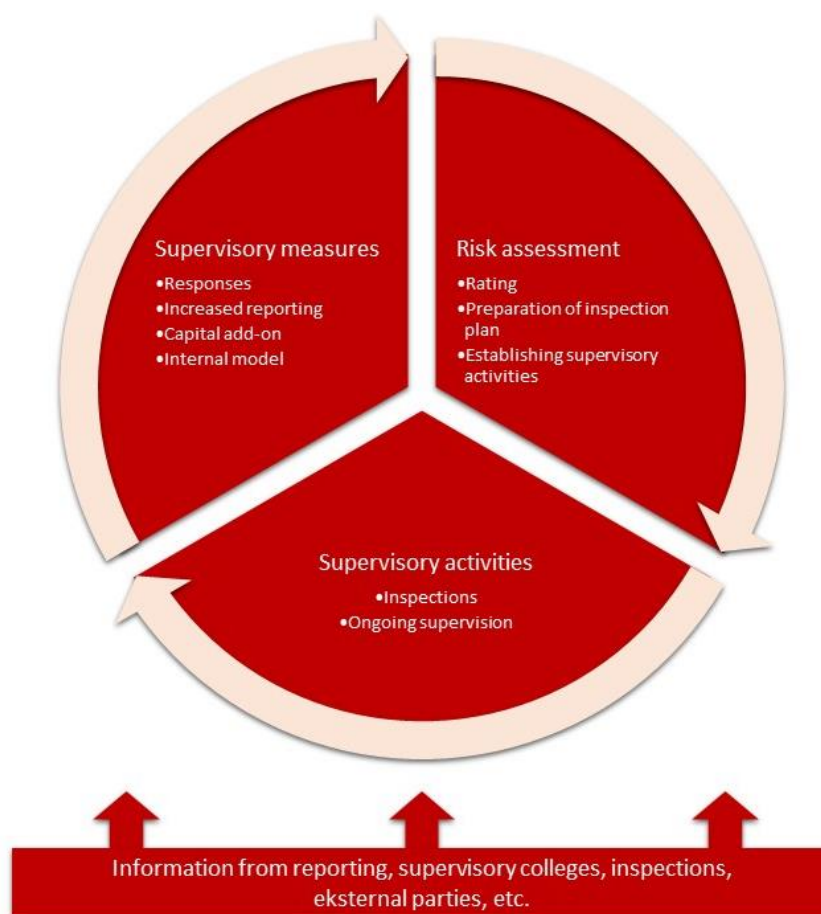 Supervisory measures
•Responses
•Increased reporting
•Capital add-on
•Internal model
Risk assessment
•Rating
•Preparation of inspection
plan
•Establishing supervisory
activities
Supervisory activities
•Inspections
•Ongoing supervision
Information from reporting, supervisory colleges, inspections,
eksternal parties, etc.